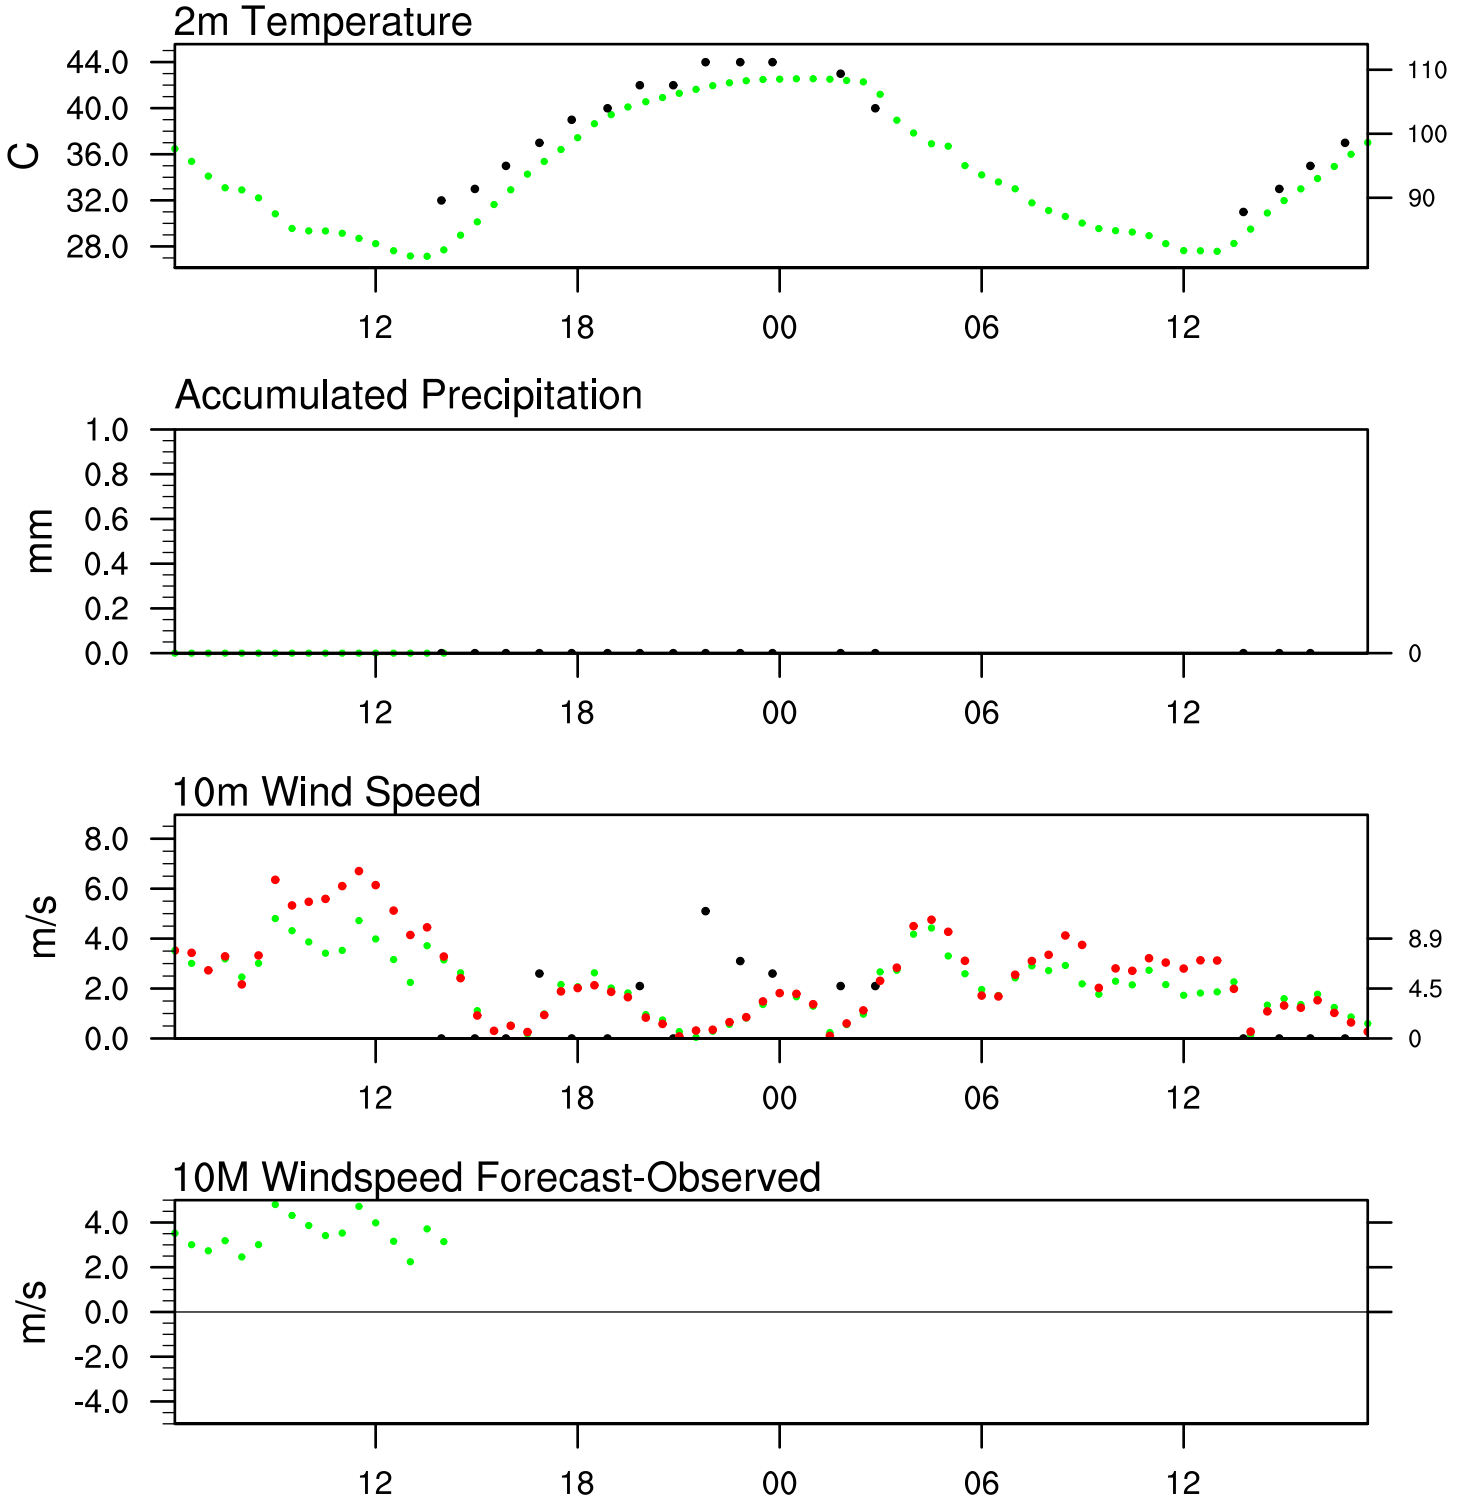 2m Temperature
44.0
40.0
36.0
32.0
28.0
C
110
100
90
12 18 00 06 12
Accumulated Precipitation
1.0
0.8
0.6
0.4
0.2
0.0
mm
0
12 18 00 06 12
10m Wind Speed
8.0
6.0
4.0
2.0
0.0
m/s
8.9
4.5
0
12 18 00 06 12
10M Windspeed Forecast-Observed
4.0
2.0
0.0
-2.0
-4.0
m/s
12 18 00 06 12